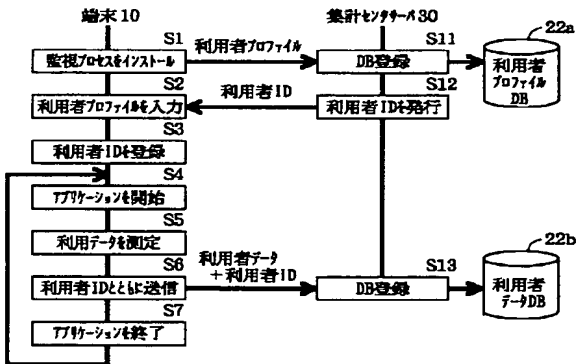 端末10
集計センタサーバ30
S1
監視プロセスをインストール
利用者プロファイル
S11
DB登録
22a
利用者
プロファイル
DB
S2
利用者プロファイルを入力
利用者ID
S12
利用者IDを発行
S3
利用者IDを登録
S4
アプリケーションを開始
S5
利用データを測定
S6
利用者IDとともに送信
利用者データ
+利用者ID
S13
DB登録
22b
利用者
データDB
S7
アプリケーションを終了